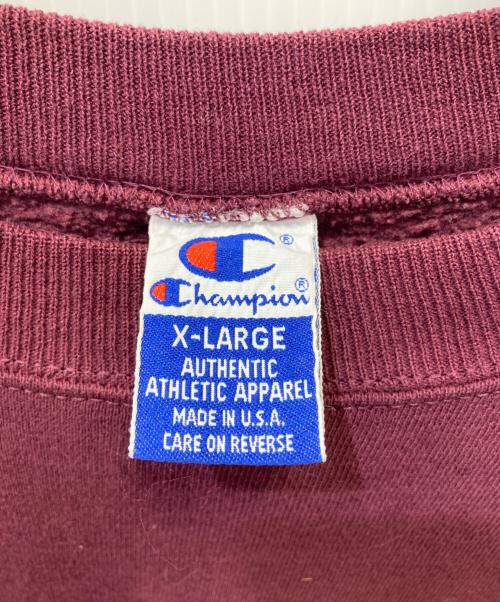 Champion
X-LARGE
AUTHENTIC
ATHLETIC APPAREL
MADE IN U.S.A.
CARE ON REVERSE